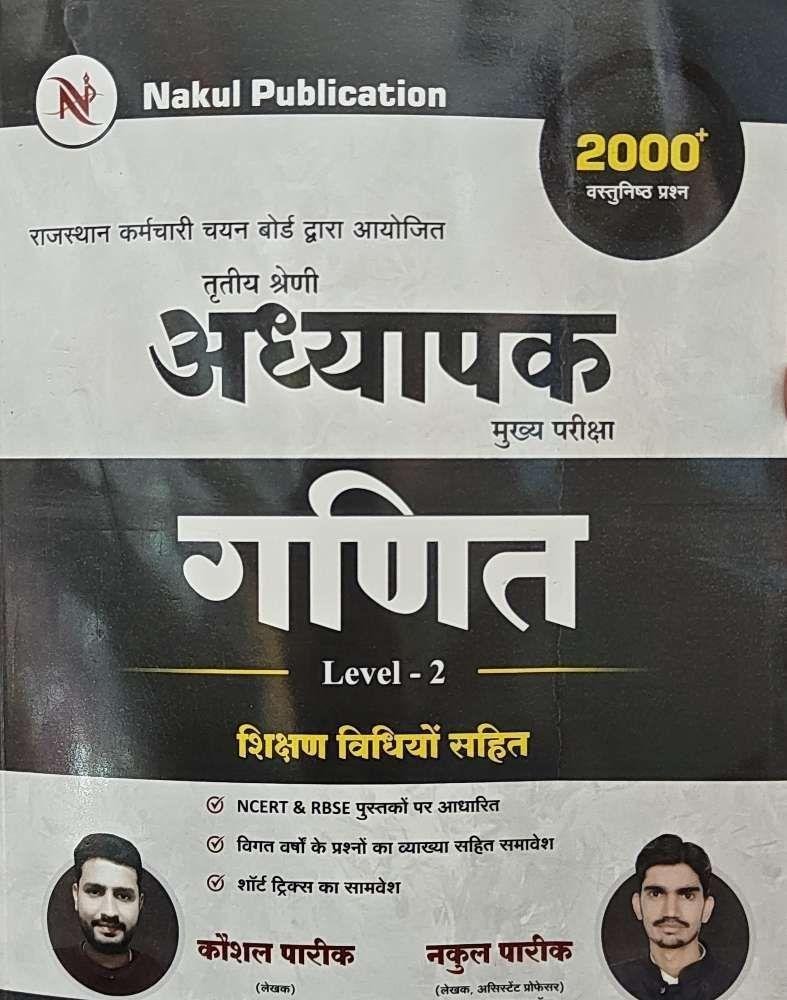 Nakul Publication
2000+
वस्तुनिष्ठ प्रश्न
राजस्थान कर्मचारी चयन बोर्ड द्वारा आयोजित
तृतीय श्रेणी
अध्यापक
मुख्य परीक्षा
गणित
Level - 2
शिक्षण विधियों सहित
NCERT & RBSE पुस्तकों पर आधारित
विगत वर्षों के प्रश्नों का व्याख्या सहित समावेश
शॉर्ट ट्रिक्स का सामवेश
कौशल पारीक
(लेखक)
नकुल पारीक
(लेखक, असिस्टेंट प्रोफेसर)